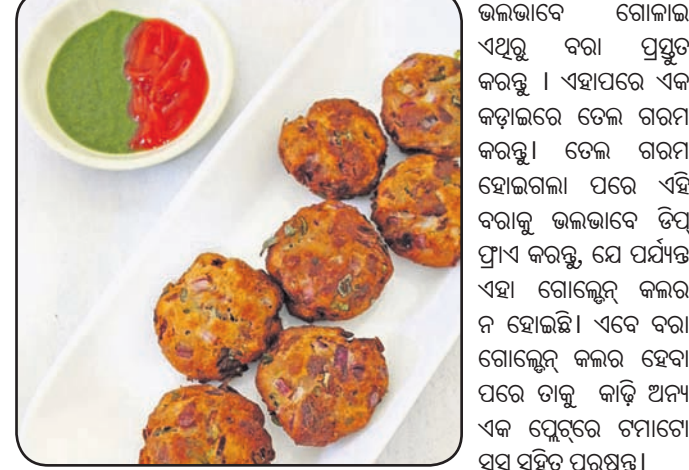 ଭଲଭାବେ ଗୋଳାଇ
ଏଥିରୁ ବରା ପ୍ରସ୍ତୁତ
କରନ୍ତୁ । ଏହାପରେ ଏକ
କଡ଼ାଇରେ ତେଲ ଗରମ
କରନ୍ତୁ। ତେଲ ଗରମ
ହୋଇଗଲା ପରେ ଏହି
ବରାକୁ ଭଲଭାବେ ଡିପ୍
ଫ୍ରାଏ କରନ୍ତୁ, ଯେ ପର୍ଯ୍ୟନ୍ତ
ଏହା ଗୋଲ୍ଡେନ୍ କଲର
ନ ହୋଇଛି। ଏବେ ବରା
ଗୋଲ୍ଡେନ୍ କଲର ହେବା
ପରେ ତାକୁ କାଢ଼ି ଅନ୍ୟ
ଏକ ପ୍ଲେଟ୍‌ରେ ଟମାଟୋ
ସସ୍ ସହିତ ପରଷନ୍ତୁ।